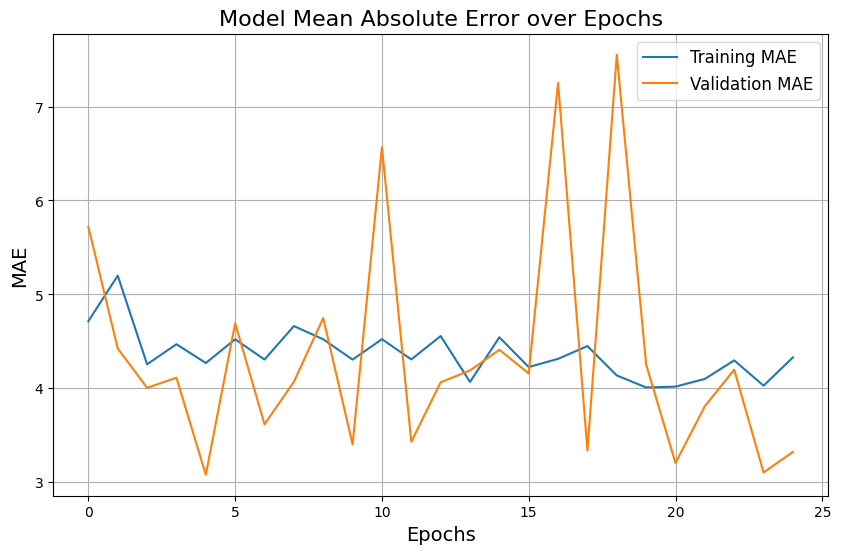 Model Mean Absolute Error over Epochs
Training MAE
Validation MAE
MAE
7
6
5
4
3
0 5 10 15 20 25
Epochs